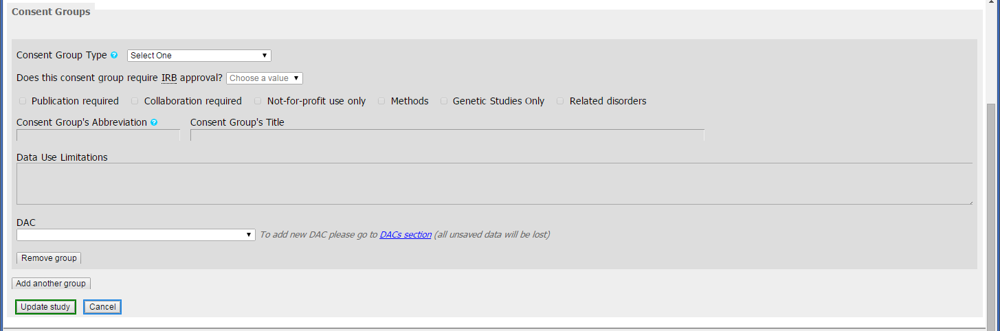 Consent Groups
Consent Group Type ? Select One
Does this consent group require IRB approval? Choose a value
Publication required Collaboration required Not-for-profit use only Methods Genetic Studies Only Related disorders
Consent Group's Abbreviation ? Consent Group's Title
Data Use Limitations
DAC
To add new DAC please go to DACs section (all unsaved data will be lost)
Remove group
Add another group
Update study Cancel